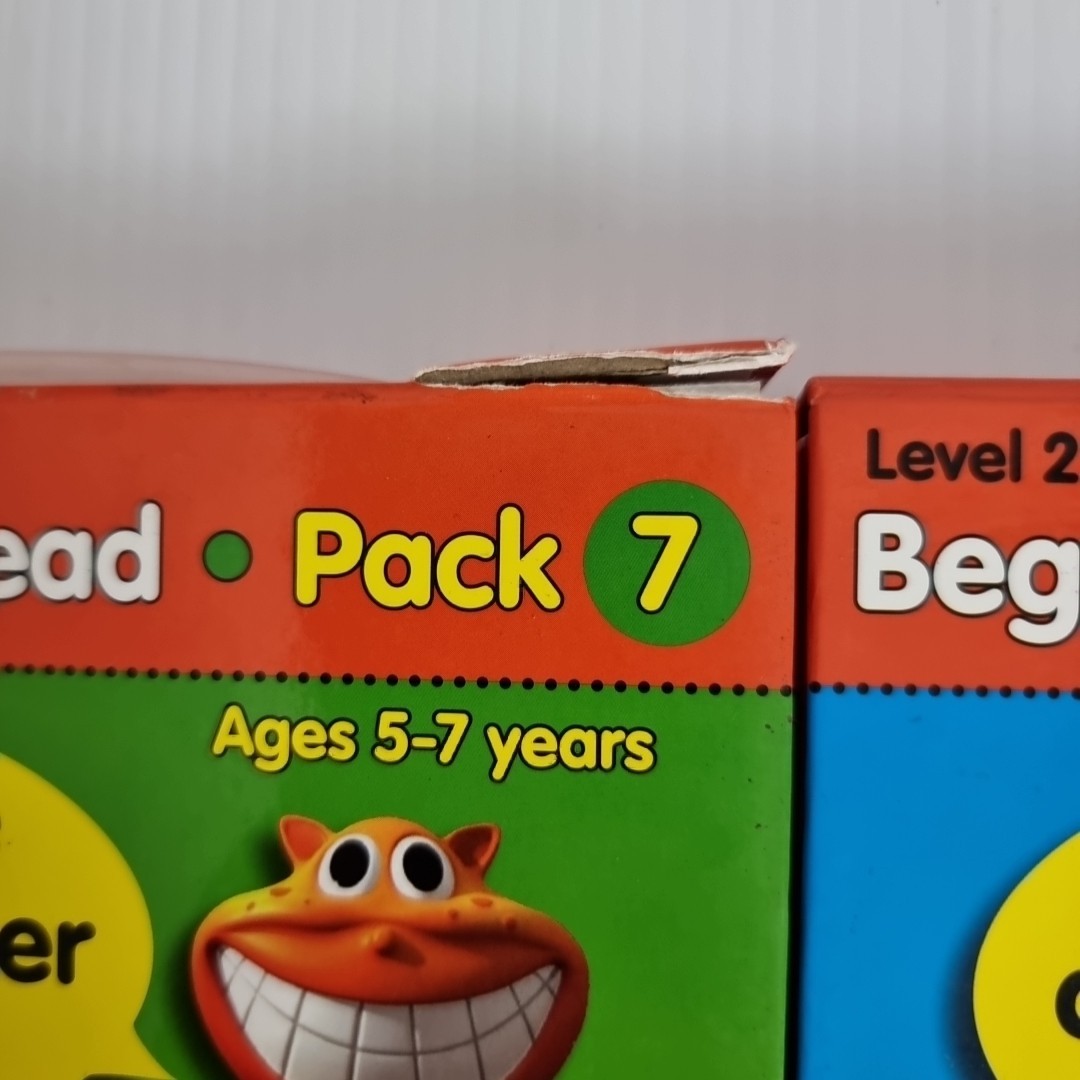 ead • Pack 7
Ages 5-7 years
er
Level 2
Beg